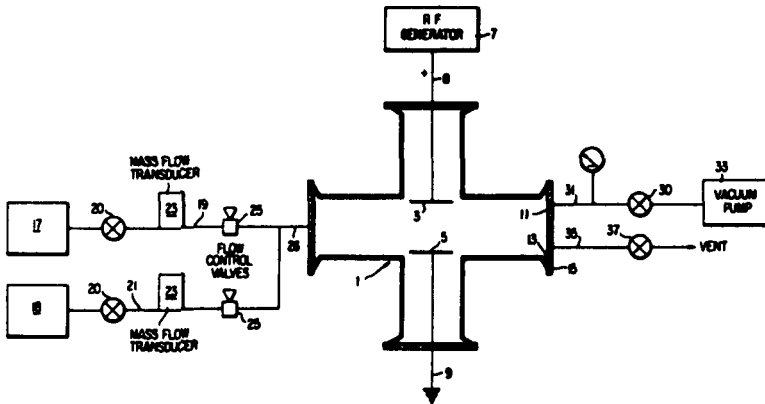 R F
GENERATOR
7
+
8
MASS FLOW
TRANSDUCER
33
20
23
19
25
31
30
VACUUM
PUMP
17
11
3
26
FLOW
CONTROL
VALVES
5
35
37
13
VENT
15
1
20
21
23
18
25
MASS FLOW
TRANSDUCER
9